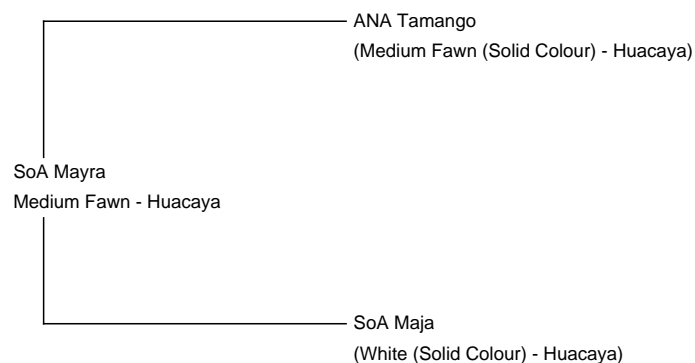 ANA Tamango
(Medium Fawn (Solid Colour) - Huacaya)
SoA Mayra
Medium Fawn - Huacaya
SoA Maja
(White (Solid Colour) - Huacaya)